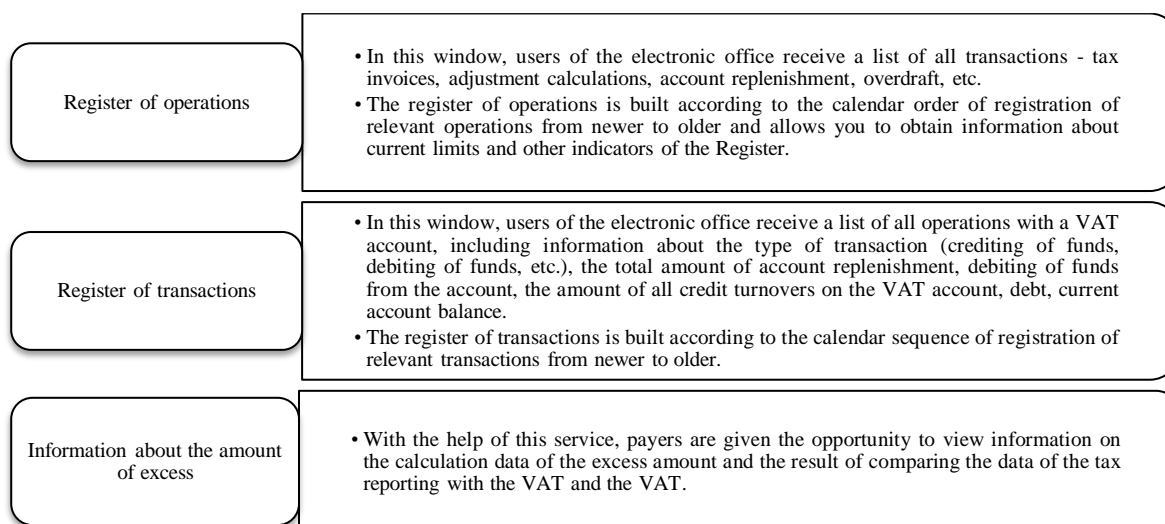 Register of operations
• In this window, users of the electronic office receive a list of all transactions - tax
invoices, adjustment calculations, account replenishment, overdraft, etc.
• The register of operations is built according to the calendar order of registration of
relevant operations from newer to older and allows you to obtain information about
current limits and other indicators of the Register.
Register of transactions
• In this window, users of the electronic office receive a list of all operations with a VAT
account, including information about the type of transaction (crediting of funds,
debiting of funds, etc.), the total amount of account replenishment, debiting of funds
from the account, the amount of all credit turnovers on the VAT account, debt, current
account balance.
• The register of transactions is built according to the calendar sequence of registration of
relevant transactions from newer to older.
Information about the amount
of excess
• With the help of this service, payers are given the opportunity to view information on
the calculation data of the excess amount and the result of comparing the data of the tax
reporting with the VAT and the VAT.